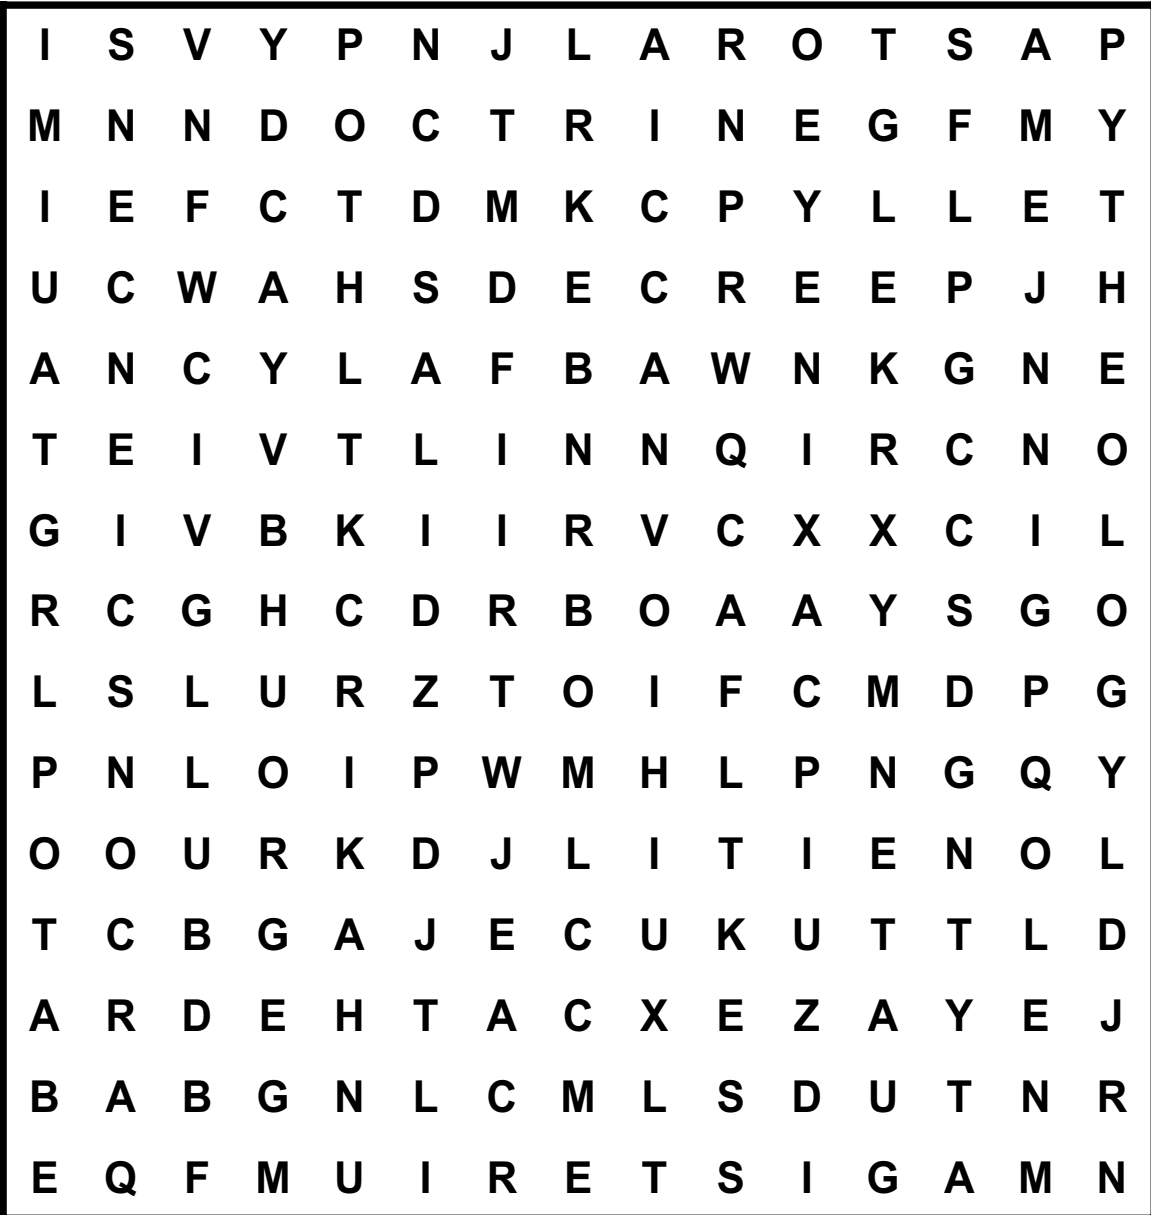 I S V Y P N J L A R O T S A P
M N N D O C T R I N E G F M Y
I E F C T D M K C P Y L L E T
U C W A H S D E C R E E P J H
A N C Y L A F B A W N K G N E
T E I V T L I N N Q I R C N O
G I V B K I I R V C X X C I L
R C G H C D R B O A A Y S G O
L S L U R Z T O I F C M D P G
P N L O I P W M H L P N G Q Y
O O U R K D J L I T I E N O L
T C B G A J E C U K U T T L D
A R D E H T A C X E Z A Y E J
B A B G N L C M L S D U T N R
E Q F M U I R E T S I G A M N